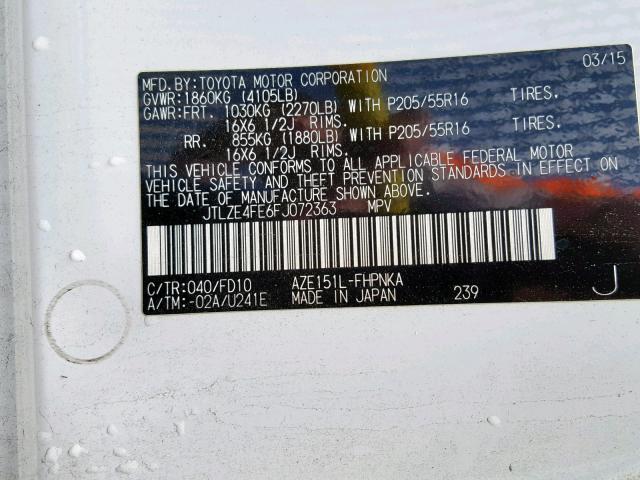 03/15
MFD.BY:TOYOTA MOTOR CORPORATION
GVWR:1860KG (4105LB)
GAWR:FRT. 1030KG (2270LB) WITH P205/55R16 TIRES.
16X6 1/2J RIMS.
RR. 855KG (1880LB) WITH P205/55R16 TIRES.
16X6 1/2J RIMS.
THIS VEHICLE CONFORMS TO ALL APPLICABLE FEDERAL MOTOR
VEHICLE SAFETY AND THEFT PREVENTION STANDARDS IN EFFECT ON
THE DATE OF MANUFACTURE SHOWN ABOVE.
JTLZE4FE6FJ072363 MPV
C/TR:040/FD10 AZE151L-FHPNKA
A/TM:-02A/U241E MADE IN JAPAN 239 J